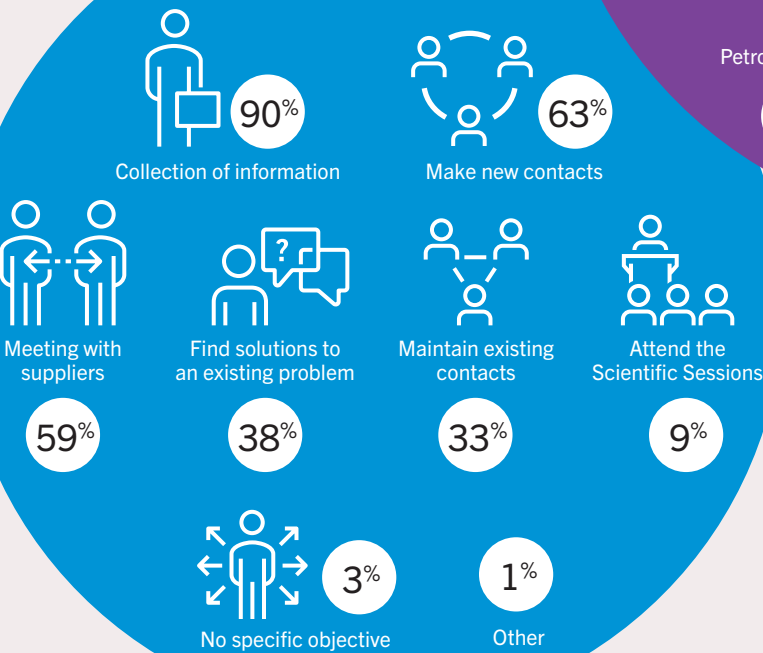 Petro
90%
63%
Collection of information
Make new contacts
?
Meeting with
suppliers
Find solutions to
an existing problem
Maintain existing
contacts
Attend the
Scientific Sessions
59%
38%
33%
9%
3%
1%
No specific objective
Other